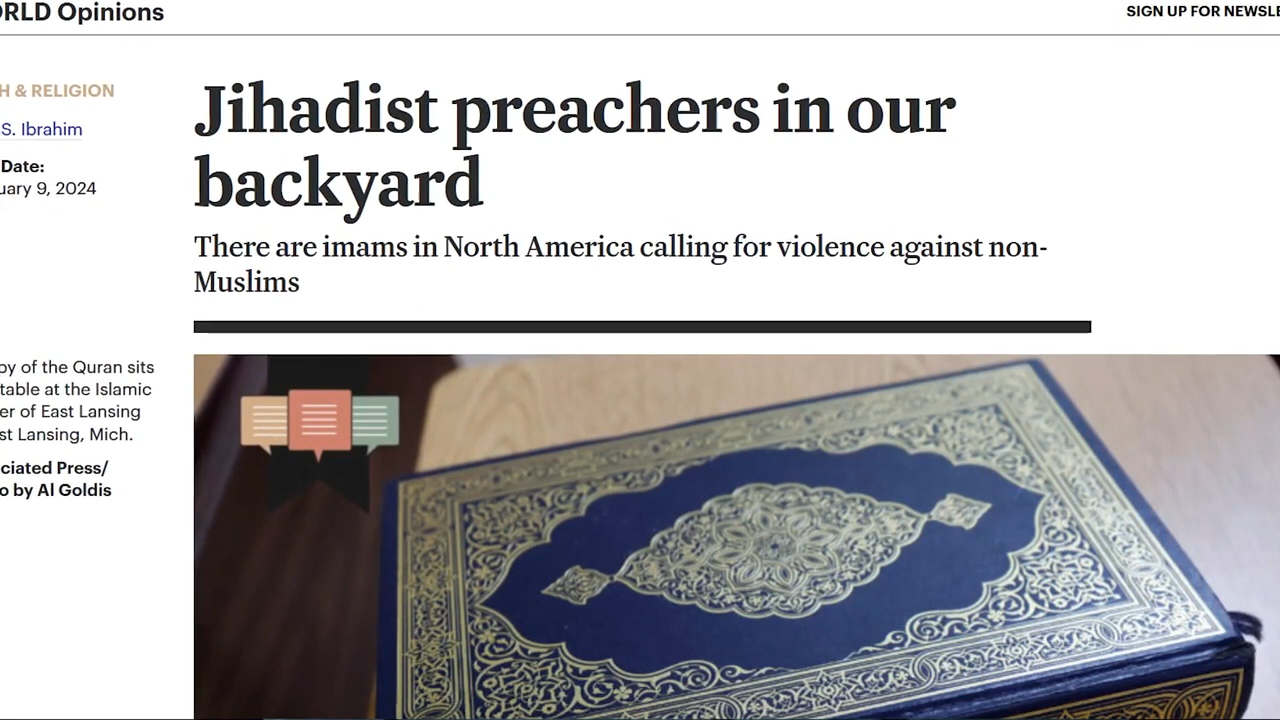 RLD Opinions
SIGN UP FOR NEWSLE
H & RELIGION
S. Ibrahim
Date:
uary 9, 2024
Jihadist preachers in our
backyard
There are imams in North America calling for violence against non-
Muslims
py of the Quran sits
table at the Islamic
er of East Lansing
st Lansing, Mich.
ciated Press/
o by Al Goldis